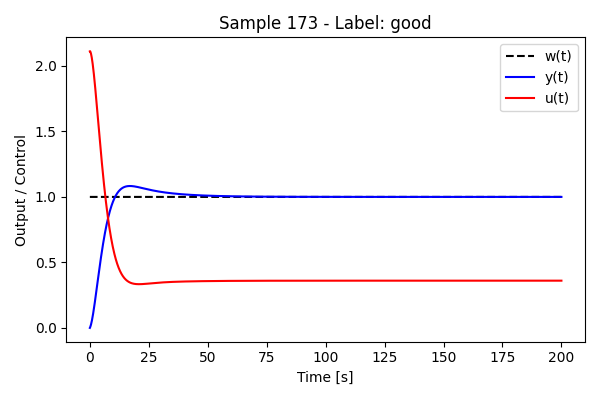 Sample 173 - Label: good
w(t)
y(t)
u(t)
Output / Control
2.0
1.5
1.0
0.5
0.0
0 25 50 75 100 125 150 175 200
Time [s]